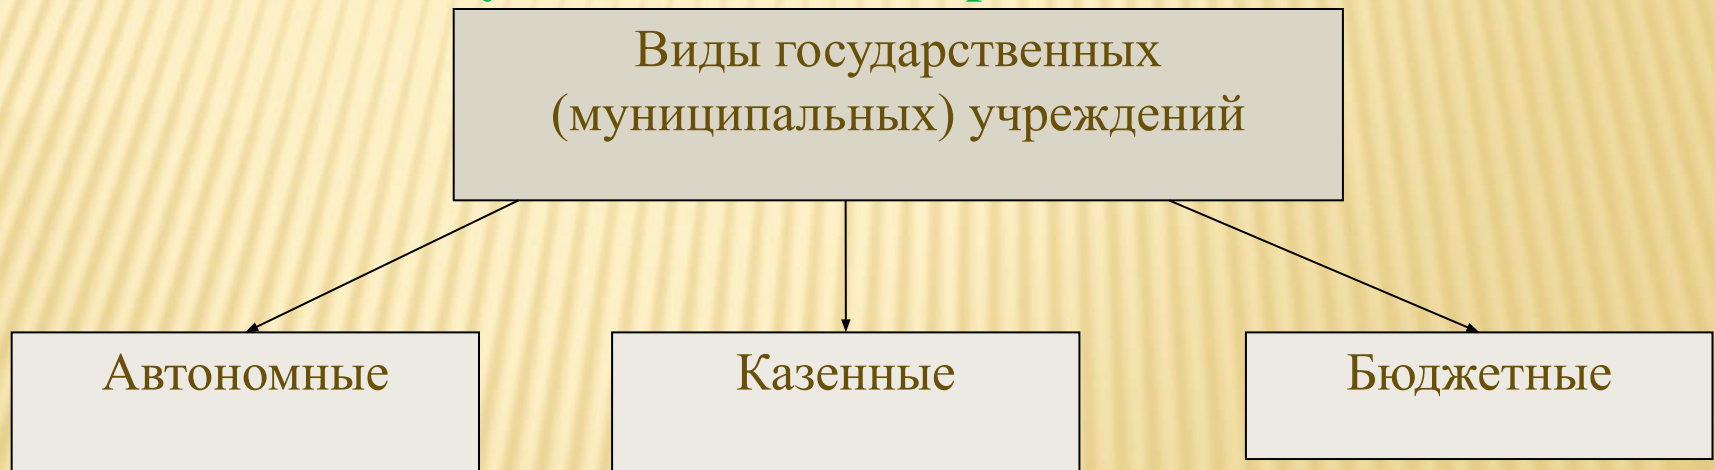 Виды государственных
(муниципальных) учреждений
Автономные
Казенные
Бюджетные